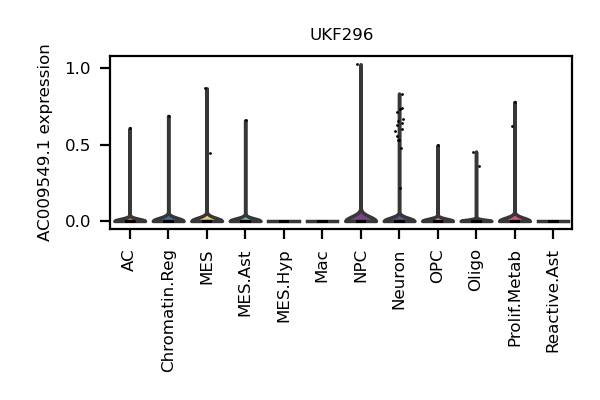 UKF296
AC009549.1 expression
1.0
0.5
0.0
AC
Chromatin.Reg
MES
MES.Ast
MES.Hyp
Mac
NPC
Neuron
OPC
Oligo
Prolif.Metab
Reactive.Ast